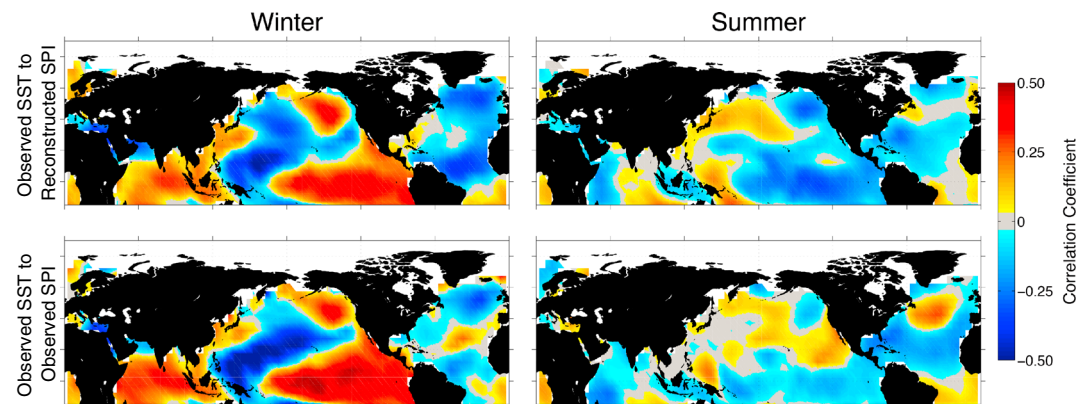 Winter
Summer
Observed SST to
Reconstructed SPI
Observed SST to
Observed SPI
0.50
0.25
0
−0.25
−0.50
Correlation Coefficient